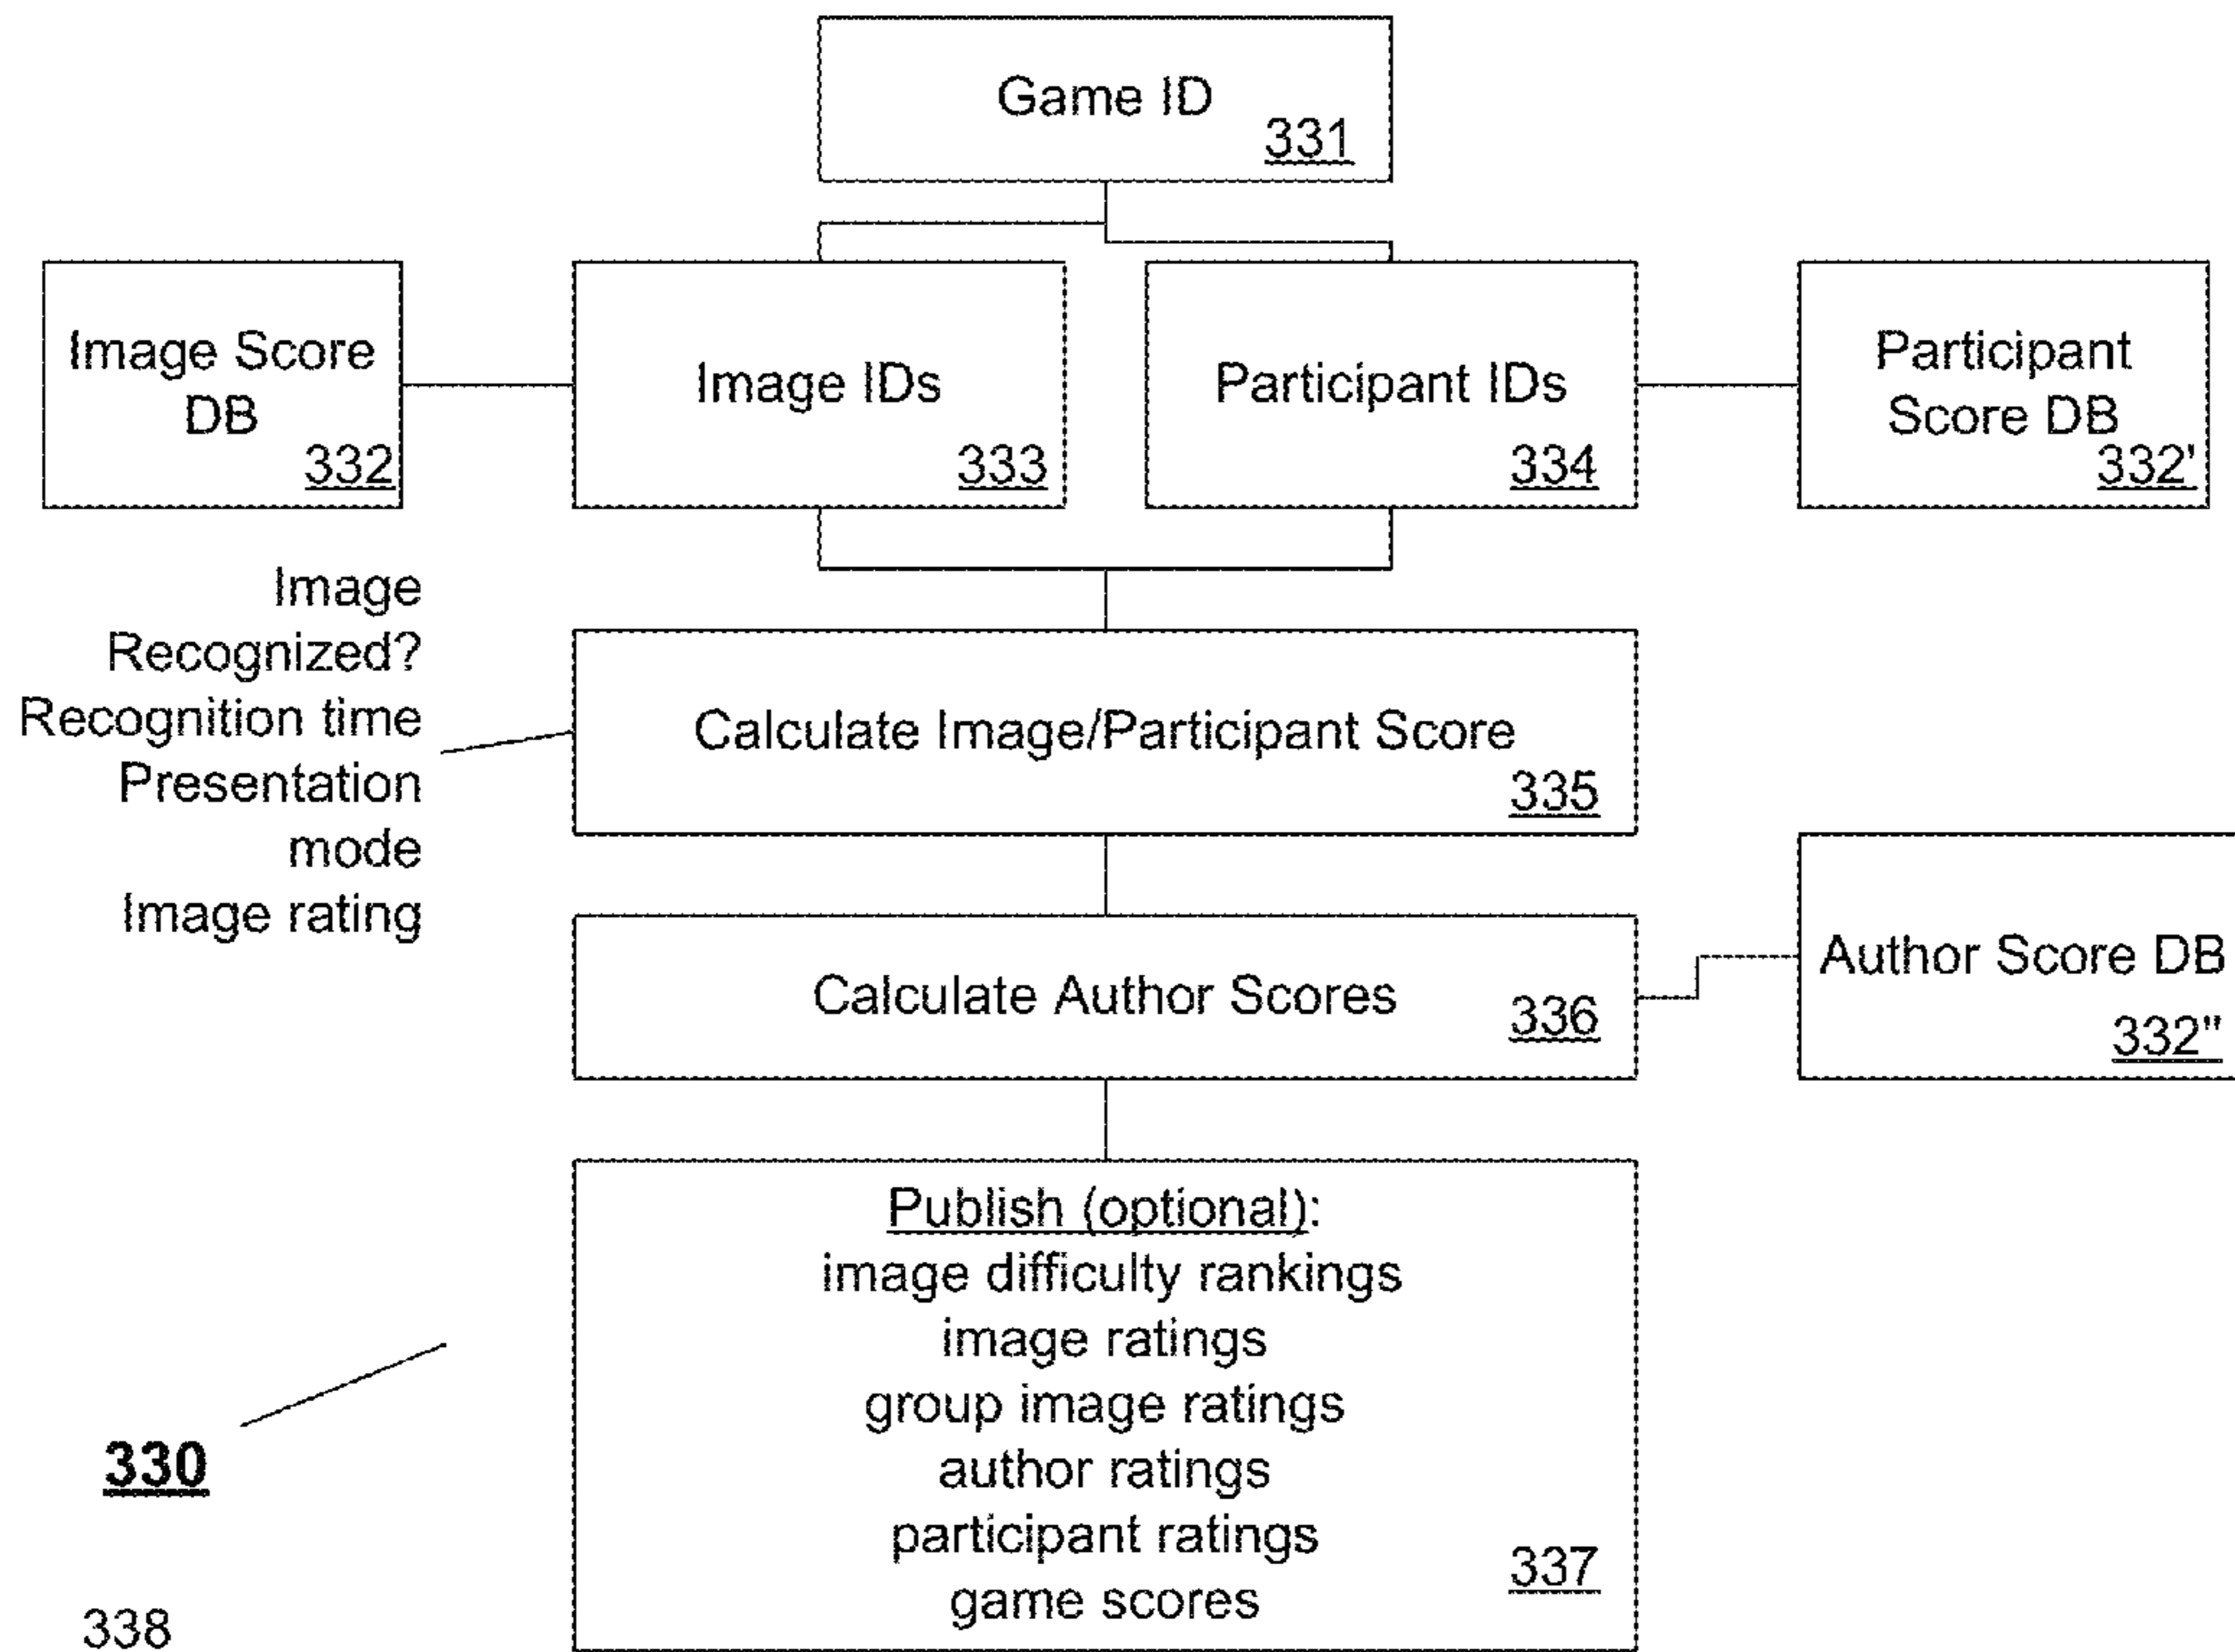 Game ID
331
Image Score
DB
332
Image IDs
333
Participant IDs
334
Participant
Score DB
332'
Image
Recognized?
Recognition time
Presentation
mode
Image rating
Calculate Image/Participant Score
335
Calculate Author Scores
336
Author Score DB
332"
Publish (optional):
image difficulty rankings
image ratings
group image ratings
author ratings
participant ratings
game scores
337
330
338